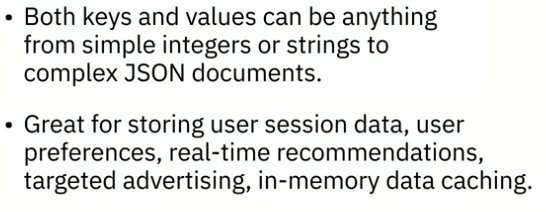 • Both keys and values can be anything
from simple integers or strings to
complex JSON documents.
• Great for storing user session data, user
preferences, real-time recommendations,
targeted advertising, in-memory data caching.